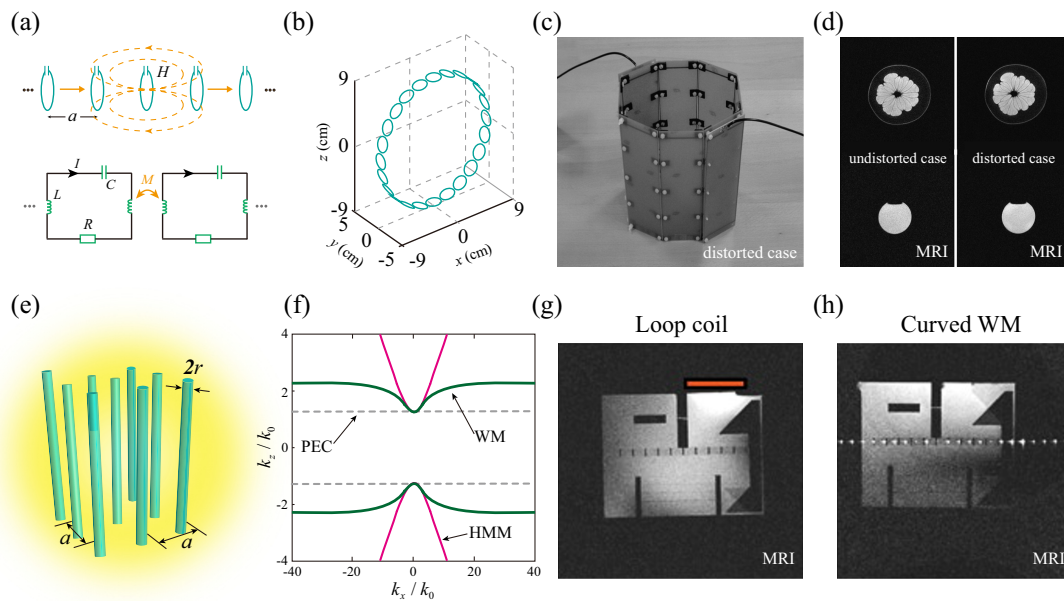 (a)
H
...
...
a
I
C
M
L
R
...
...
(b)
9
z (cm)
0
-9
5
0
-5
y (cm)
-9
0
9
x (cm)
(c)
distorted case
(d)
undistorted case
distorted case
MRI
MRI
(e)
2r
a
a
(f)
4
2
0
-2
-4
k_z / k_0
PEC
WM
HMM
-40
-20
0
20
40
k_x / k_0
(g)
Loop coil
MRI
(h)
Curved WM
MRI